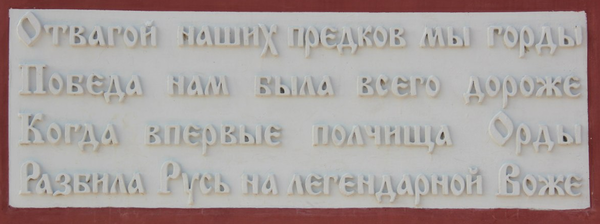 Отвагой наших предков мы горды
Победа нам была всего дороже
Когда впервые полчища Орды
Разбила Русь на легендарной Воже